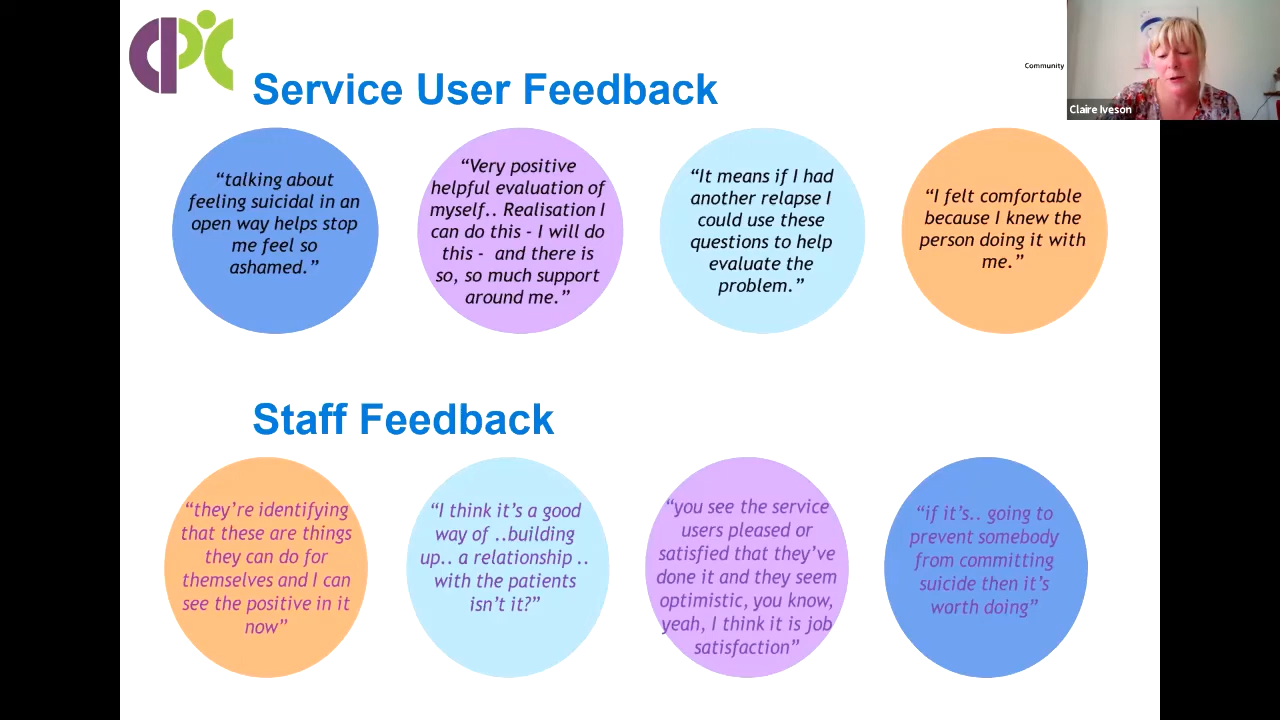 CPIC
Community
Claire Iveson
Service User Feedback
“talking about
feeling suicidal in an
open way helps stop
me feel so
ashamed.”
“Very positive
helpful evaluation of
myself.. Realisation I
can do this - I will do
this - and there is
so, so much support
around me.”
“It means if I had
another relapse I
could use these
questions to help
evaluate the
problem.”
“I felt comfortable
because I knew the
person doing it with
me.”
Staff Feedback
“they’re identifying
that these are things
they can do for
themselves and I can
see the positive in it
now”
“I think it’s a good
way of ..building
up.. a relationship ..
with the patients
isn’t it?”
“you see the service
users pleased or
satisfied that they’ve
done it and they seem
optimistic, you know,
yeah, I think it is job
satisfaction”
“if it’s.. going to
prevent somebody
from committing
suicide then it’s
worth doing”